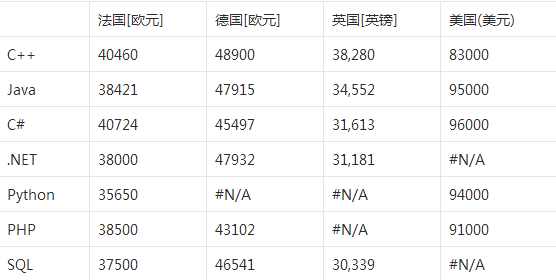 法国[欧元] 德国[欧元] 英国[英镑] 美国(美元)
C++ 40460 48900 38,280 83000
Java 38421 47915 34,552 95000
C# 40724 45497 31,613 96000
.NET 38000 47932 31,181 #N/A
Python 35650 #N/A #N/A 94000
PHP 38500 43102 #N/A 91000
SQL 37500 46541 30,339 #N/A